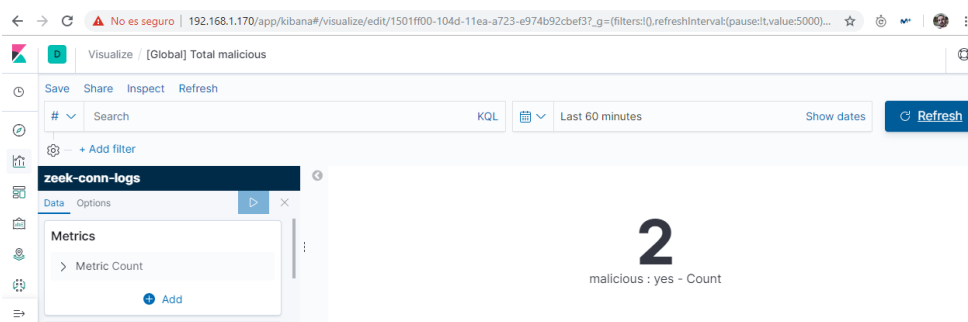 No es seguro | 192.168.1.170/app/kibana#/visualize/edit/1501ff00-104d-11ea-a723-e974b92cbef3?_g=(filters:!(),refreshInterval:(pause:!t,value:5000)...
D Visualize / [Global] Total malicious
Save Share Inspect Refresh
# Search KQL Last 60 minutes Show dates Refresh
+ Add filter
zeek-conn-logs
Data Options
Metrics
Metric Count
Add
2
malicious : yes - Count